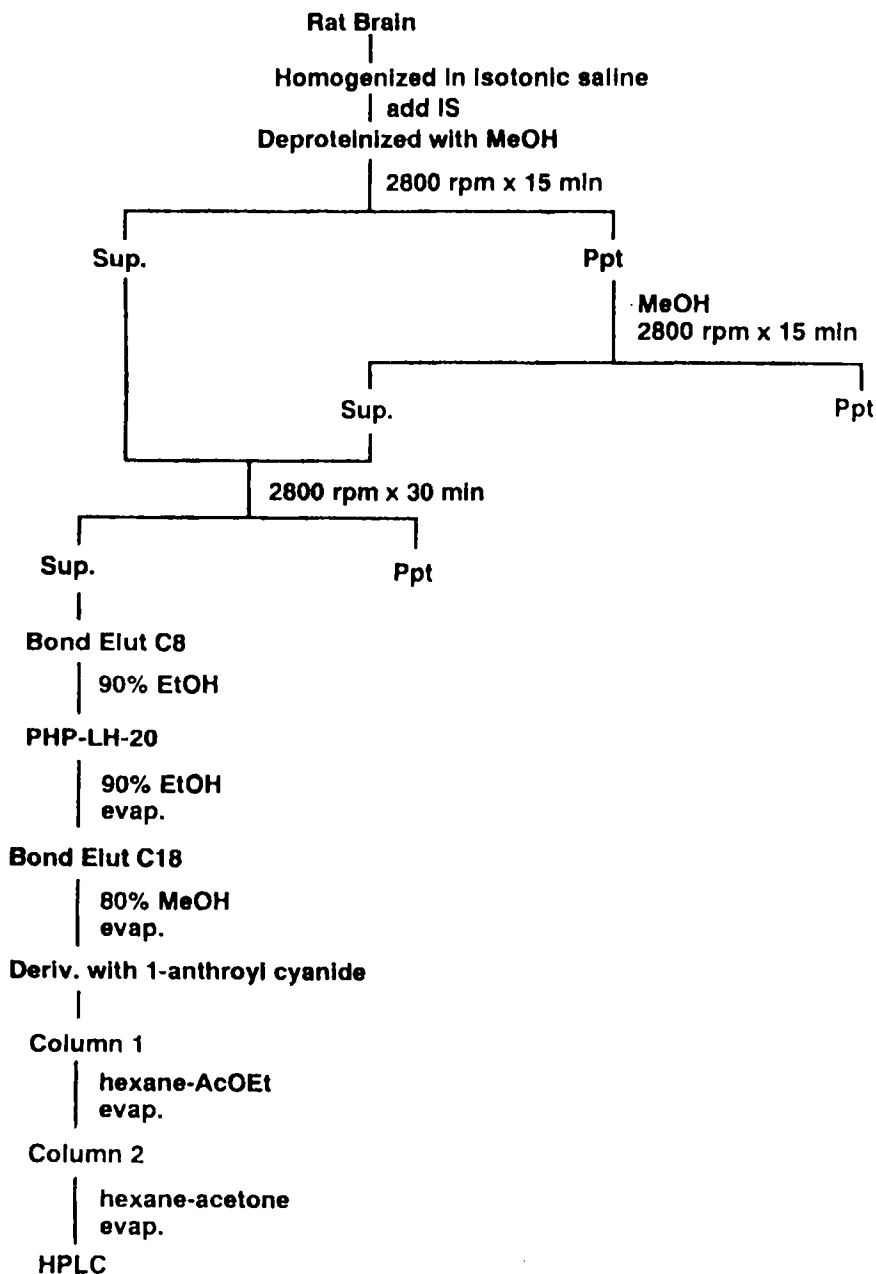 Rat Brain
Homogenized in isotonic saline
add IS
Deproteinized with MeOH
2800 rpm x 15 min
Sup.
Ppt
MeOH
2800 rpm x 15 min
Sup.
Ppt
2800 rpm x 30 min
Sup.
Ppt
Bond Elut C8
90% EtOH
PHP-LH-20
90% EtOH
evap.
Bond Elut C18
80% MeOH
evap.
Deriv. with 1-anthroyl cyanide
Column 1
hexane-AcOEt
evap.
Column 2
hexane-acetone
evap.
HPLC